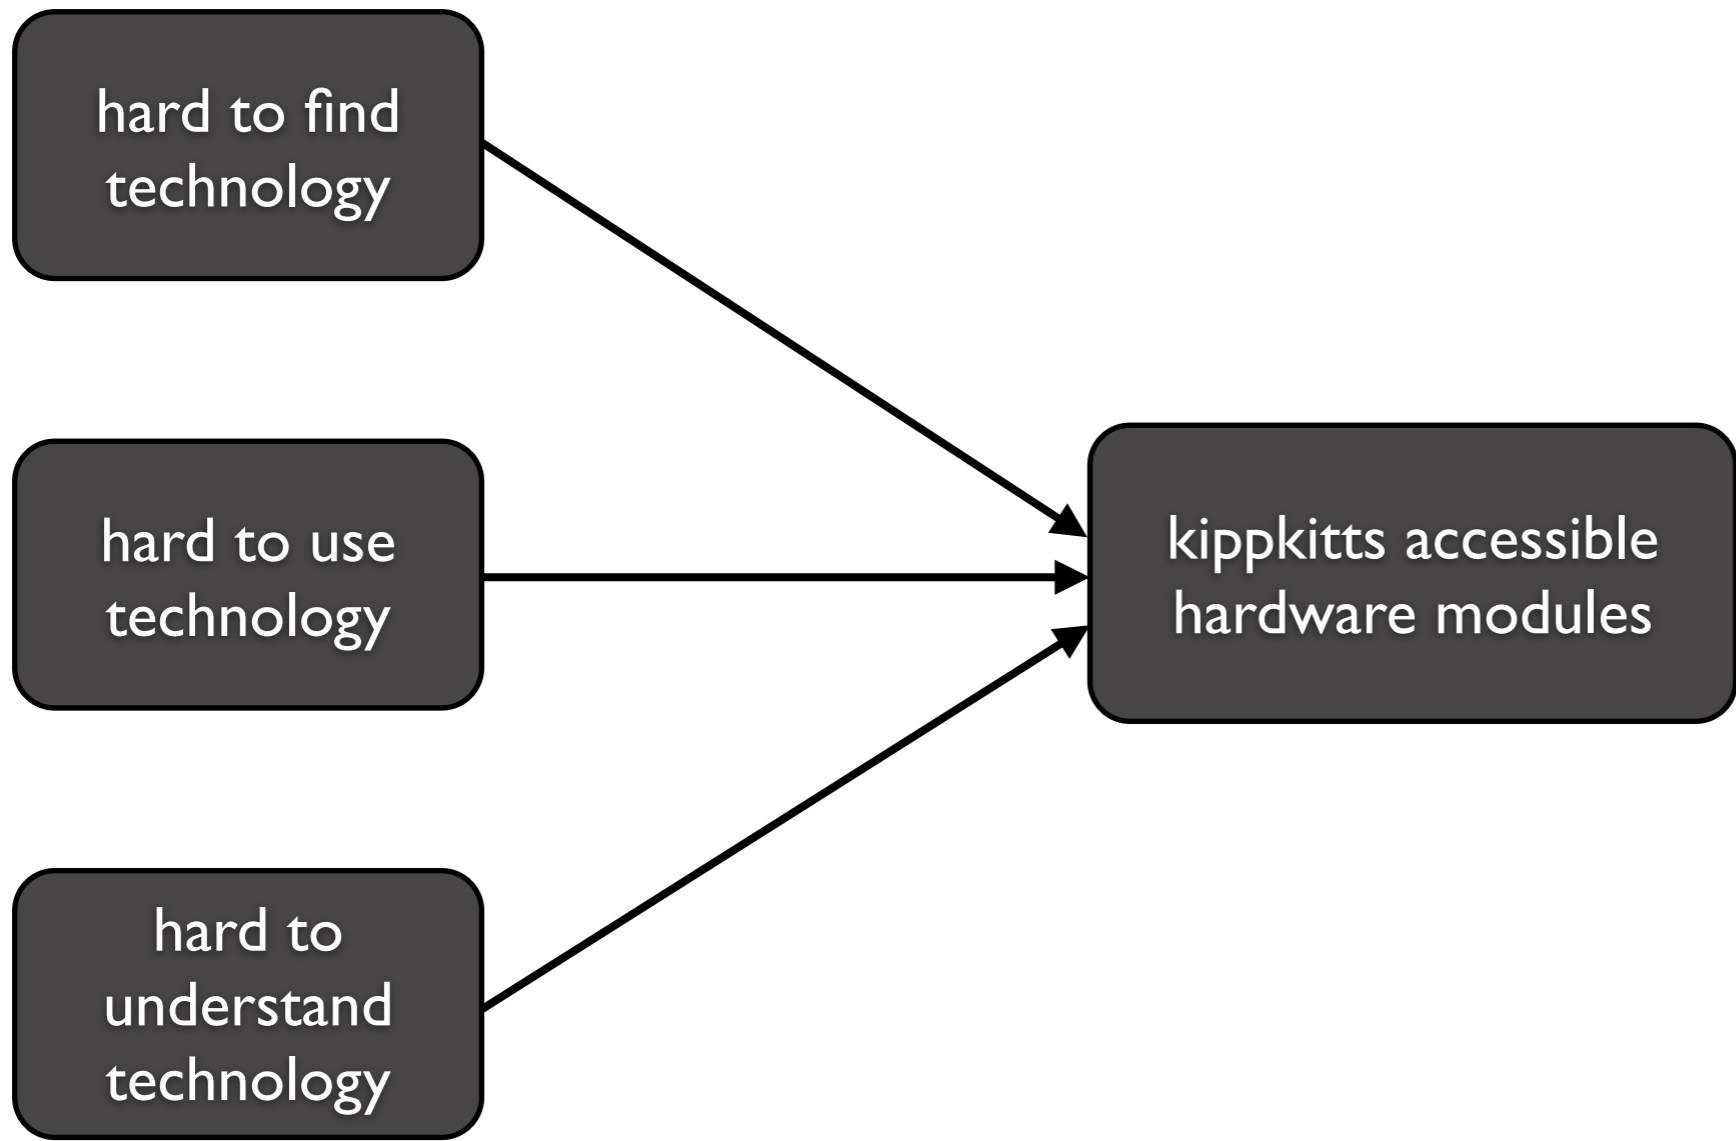 hard to find
technology
hard to use
technology
hard to
understand
technology
kippkitts accessible
hardware modules